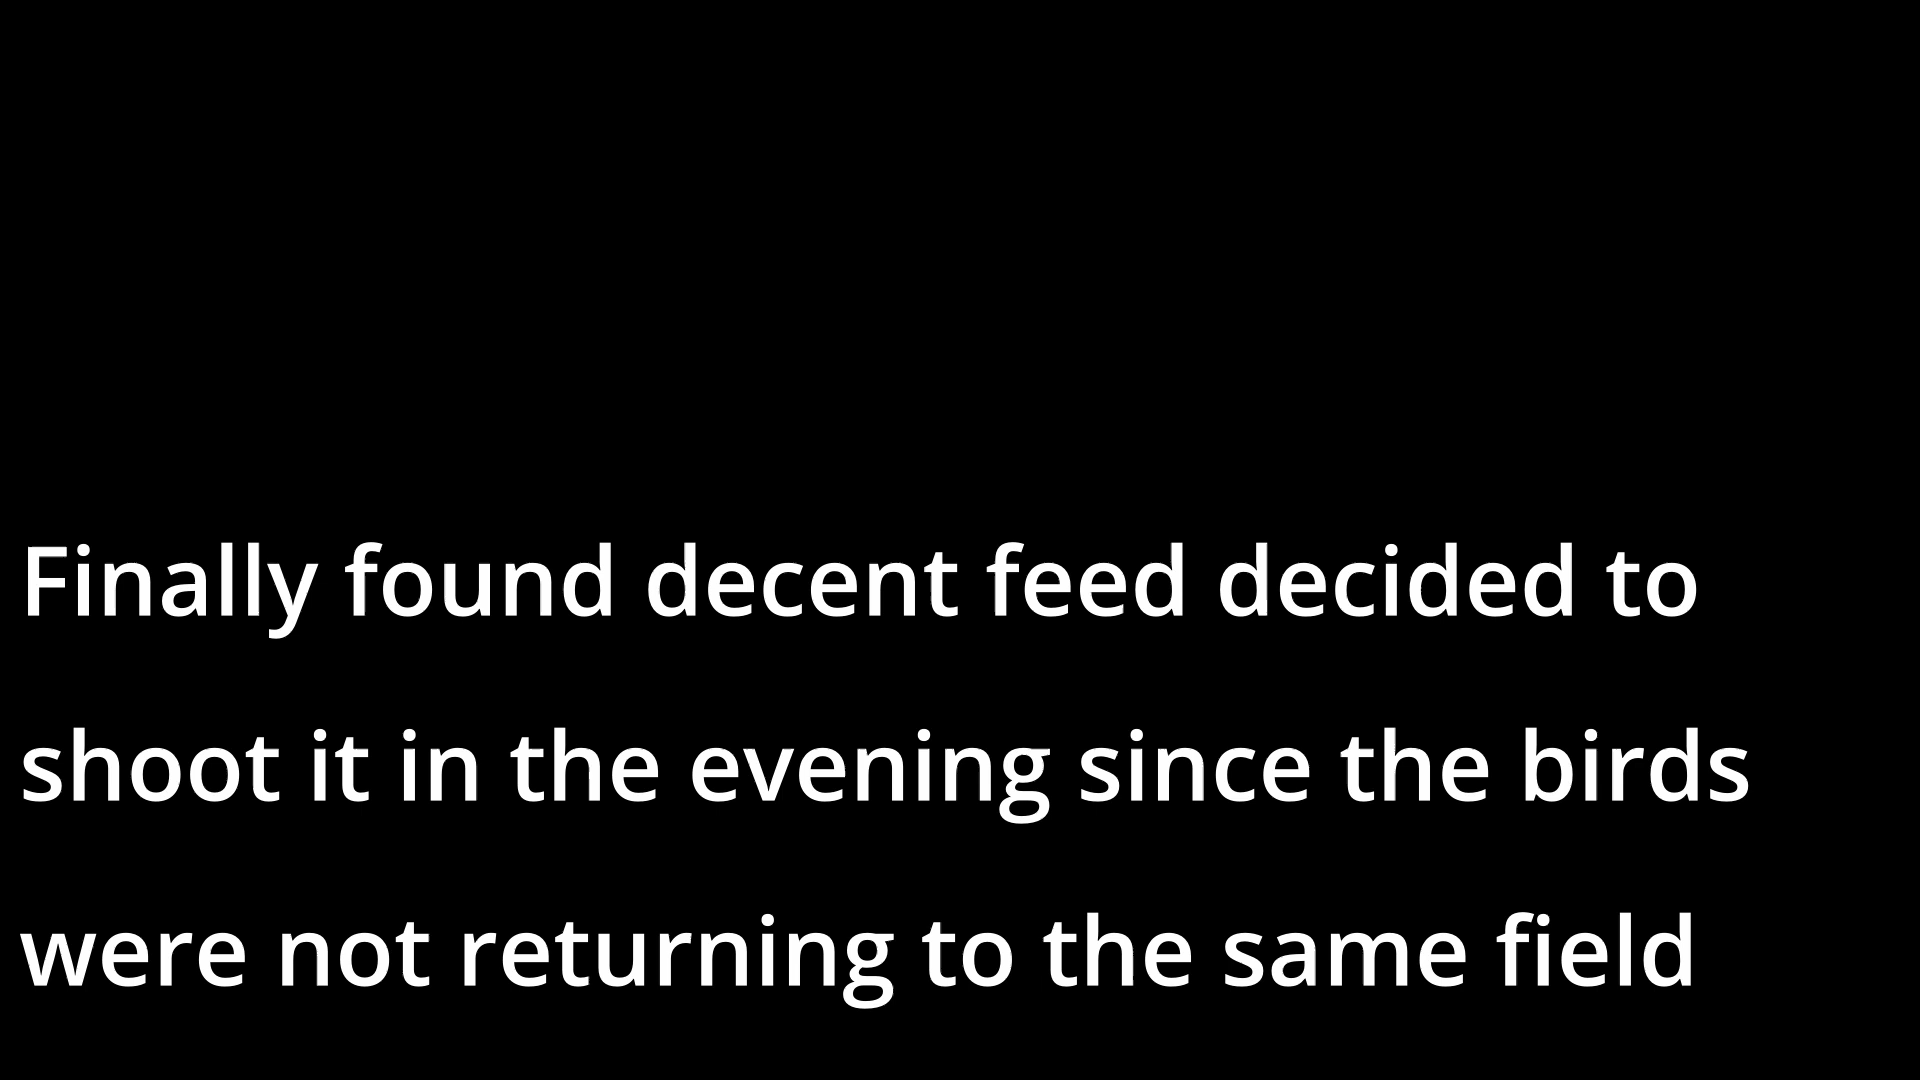 Finally found decent feed decided to
shoot it in the evening since the birds
were not returning to the same field